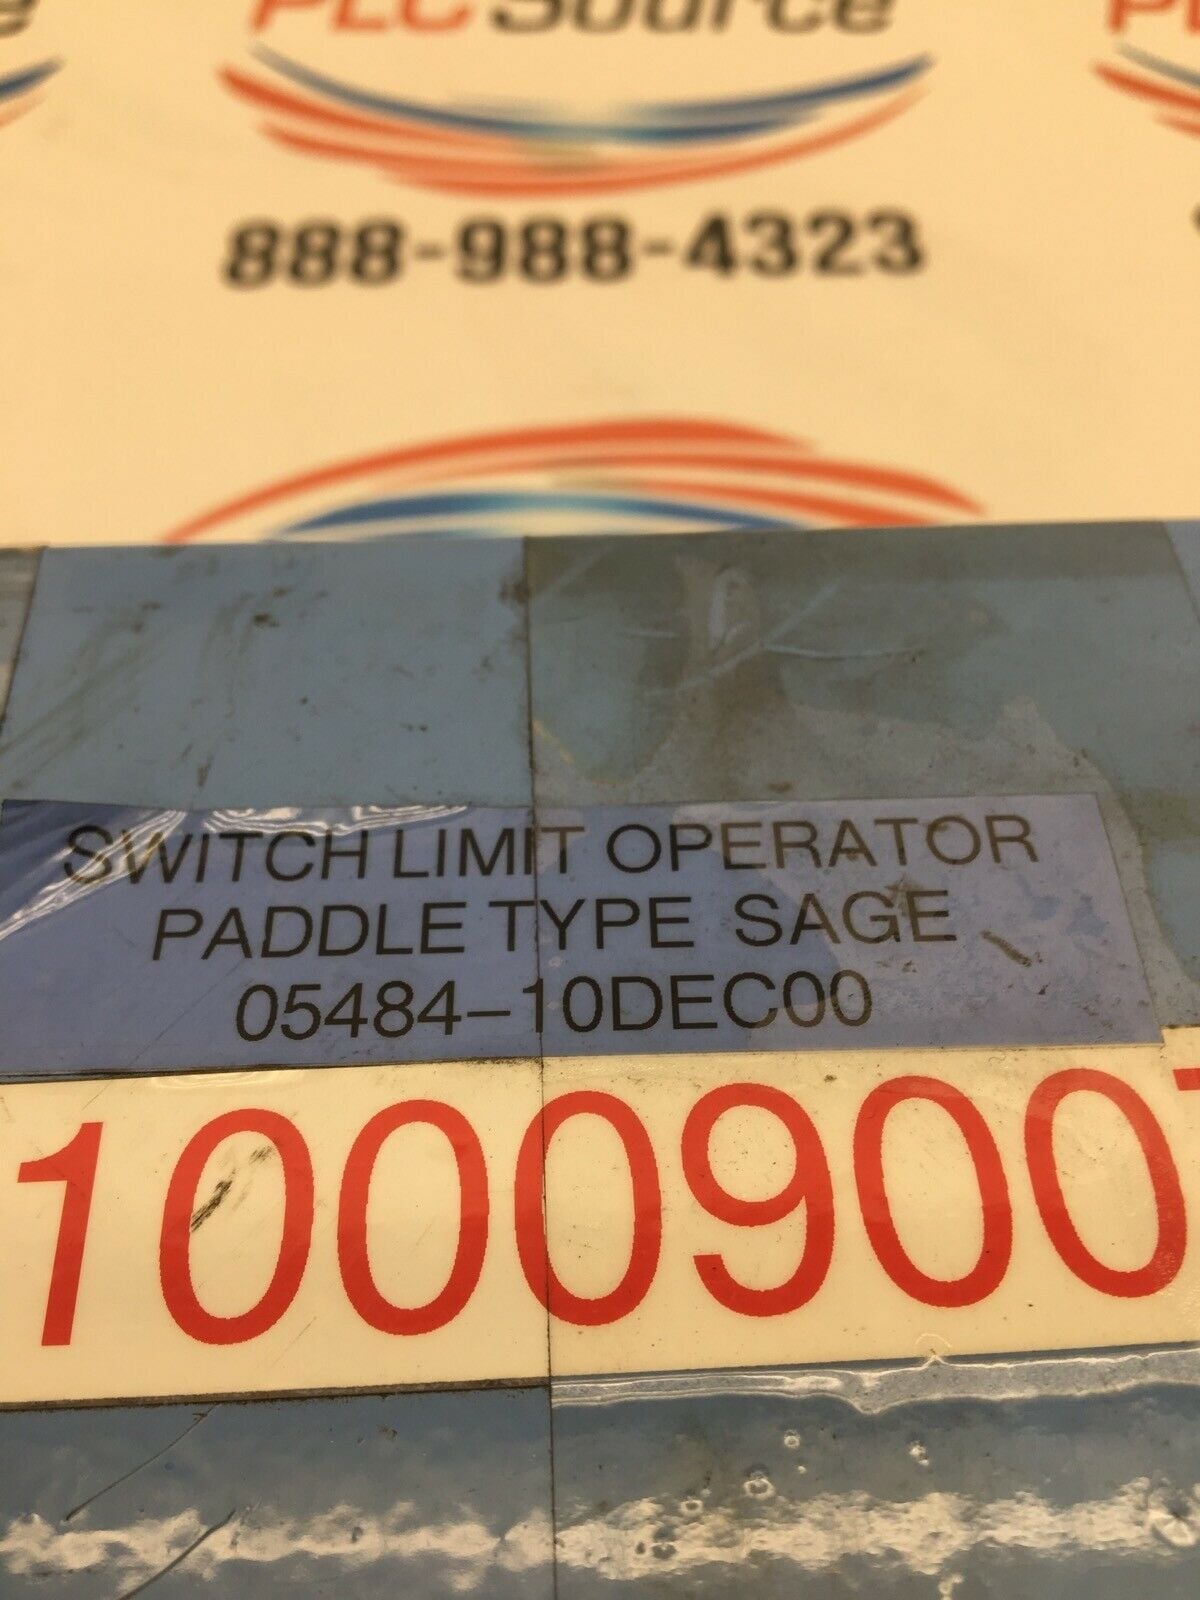 PLC Source
888-988-4323
SWITCH LIMIT OPERATOR
PADDLE TYPE SAGE
05484-10DEC00
1000900